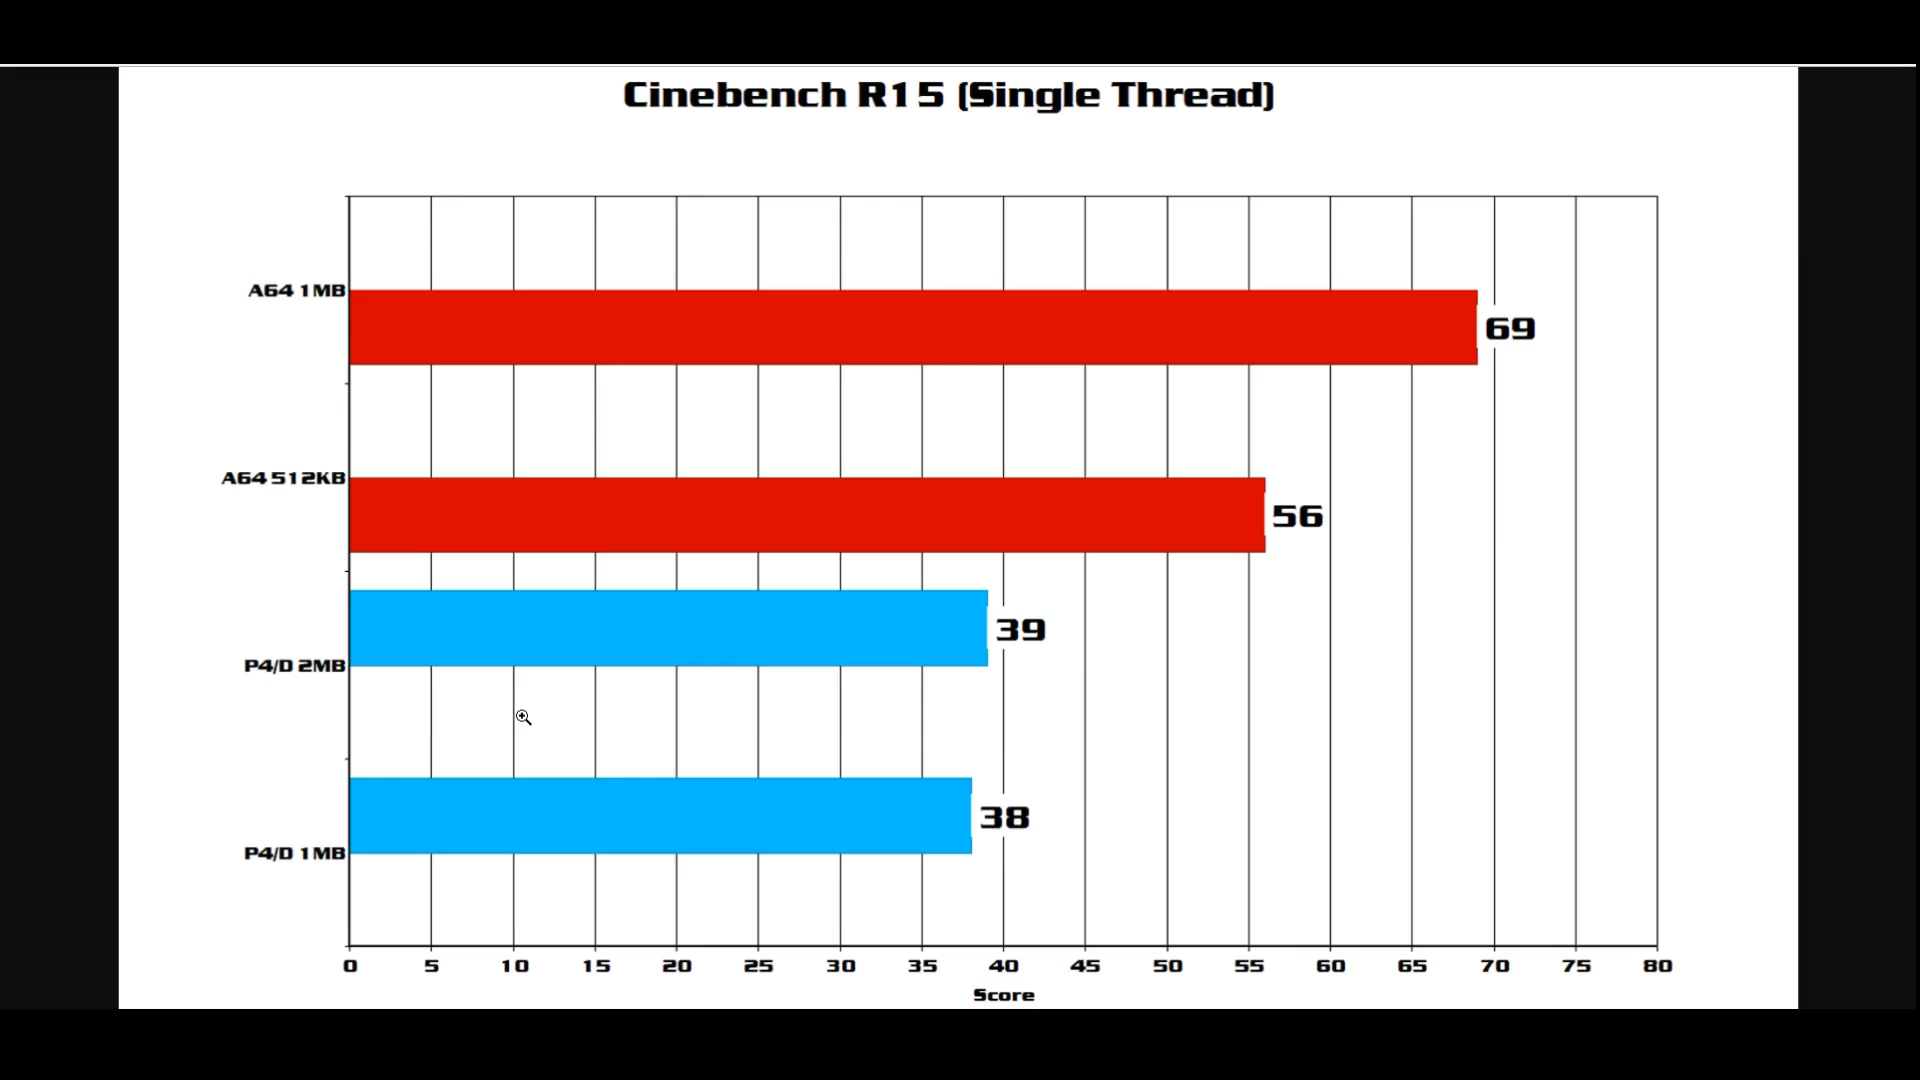 Cinebench R15 (Single Thread)
A64 1MB
69
A64 512KB
56
39
P4/D 2MB
38
P4/D 1MB
0 5 10 15 20 25 30 35 40 45 50 55 60 65 70 75 80
Score